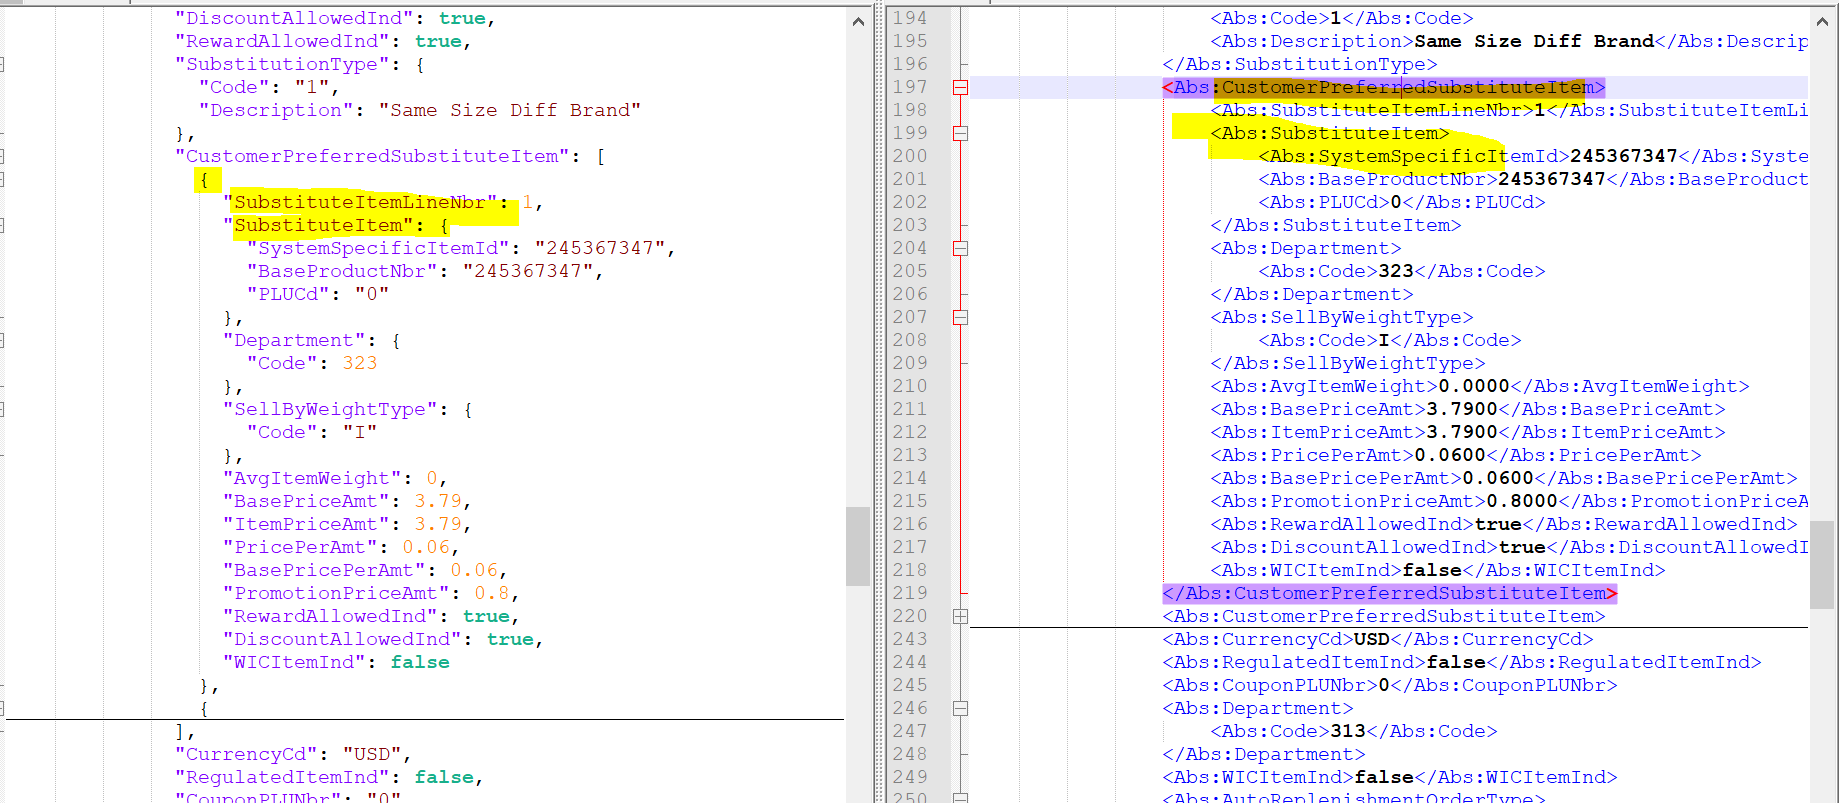 "DiscountAllowedInd": true,
"RewardAllowedInd": true,
"SubstitutionType": {
"Code": "1",
"Description": "Same Size Diff Brand"
},
"CustomerPreferredSubstituteItem": [
{
"SubstituteItemLineNbr": 1,
"SubstituteItem": {
"SystemSpecificItemId": "245367347",
"BaseProductNbr": "245367347",
"PLUCd": "0"
},
"Department": {
"Code": 323
},
"SellByWeightType": {
"Code": "I"
},
"AvgItemWeight": 0,
"BasePriceAmt": 3.79,
"ItemPriceAmt": 3.79,
"PricePerAmt": 0.06,
"BasePricePerAmt": 0.06,
"PromotionPriceAmt": 0.8,
"RewardAllowedInd": true,
"DiscountAllowedInd": true,
"WICItemInd": false
},
{
],
"CurrencyCd": "USD",
"RegulatedItemInd": false,
"CouponPLUNbr": "0"
194 <Abs:Code>1</Abs:Code>
195 <Abs:Description>Same Size Diff Brand</Abs:Descrip
196 </Abs:SubstitutionType>
197 <Abs:CustomerPreferredSubstituteItem>
198 <Abs:SubstituteItemLineNbr>1</Abs:SubstituteItemLi
199 <Abs:SubstituteItem>
200 <Abs:SystemSpecificItemId>245367347</Abs:Syste
201 <Abs:BaseProductNbr>245367347</Abs:BaseProduct
202 <Abs:PLUCd>0</Abs:PLUCd>
203 </Abs:SubstituteItem>
204 <Abs:Department>
205 <Abs:Code>323</Abs:Code>
206 </Abs:Department>
207 <Abs:SellByWeightType>
208 <Abs:Code>I</Abs:Code>
209 </Abs:SellByWeightType>
210 <Abs:AvgItemWeight>0.0000</Abs:AvgItemWeight>
211 <Abs:BasePriceAmt>3.7900</Abs:BasePriceAmt>
212 <Abs:ItemPriceAmt>3.7900</Abs:ItemPriceAmt>
213 <Abs:PricePerAmt>0.0600</Abs:PricePerAmt>
214 <Abs:BasePricePerAmt>0.0600</Abs:BasePricePerAmt>
215 <Abs:PromotionPriceAmt>0.8000</Abs:PromotionPriceA
216 <Abs:RewardAllowedInd>true</Abs:RewardAllowedInd>
217 <Abs:DiscountAllowedInd>true</Abs:DiscountAllowedI
218 <Abs:WICItemInd>false</Abs:WICItemInd>
219 </Abs:CustomerPreferredSubstituteItem>
220 <Abs:CustomerPreferredSubstituteItem>
243 <Abs:CurrencyCd>USD</Abs:CurrencyCd>
244 <Abs:RegulatedItemInd>false</Abs:RegulatedItemInd>
245 <Abs:CouponPLUNbr>0</Abs:CouponPLUNbr>
246 <Abs:Department>
247 <Abs:Code>313</Abs:Code>
248 </Abs:Department>
249 <Abs:WICItemInd>false</Abs:WICItemInd>
250 <Abs:AutoReplenishmentOrderType>